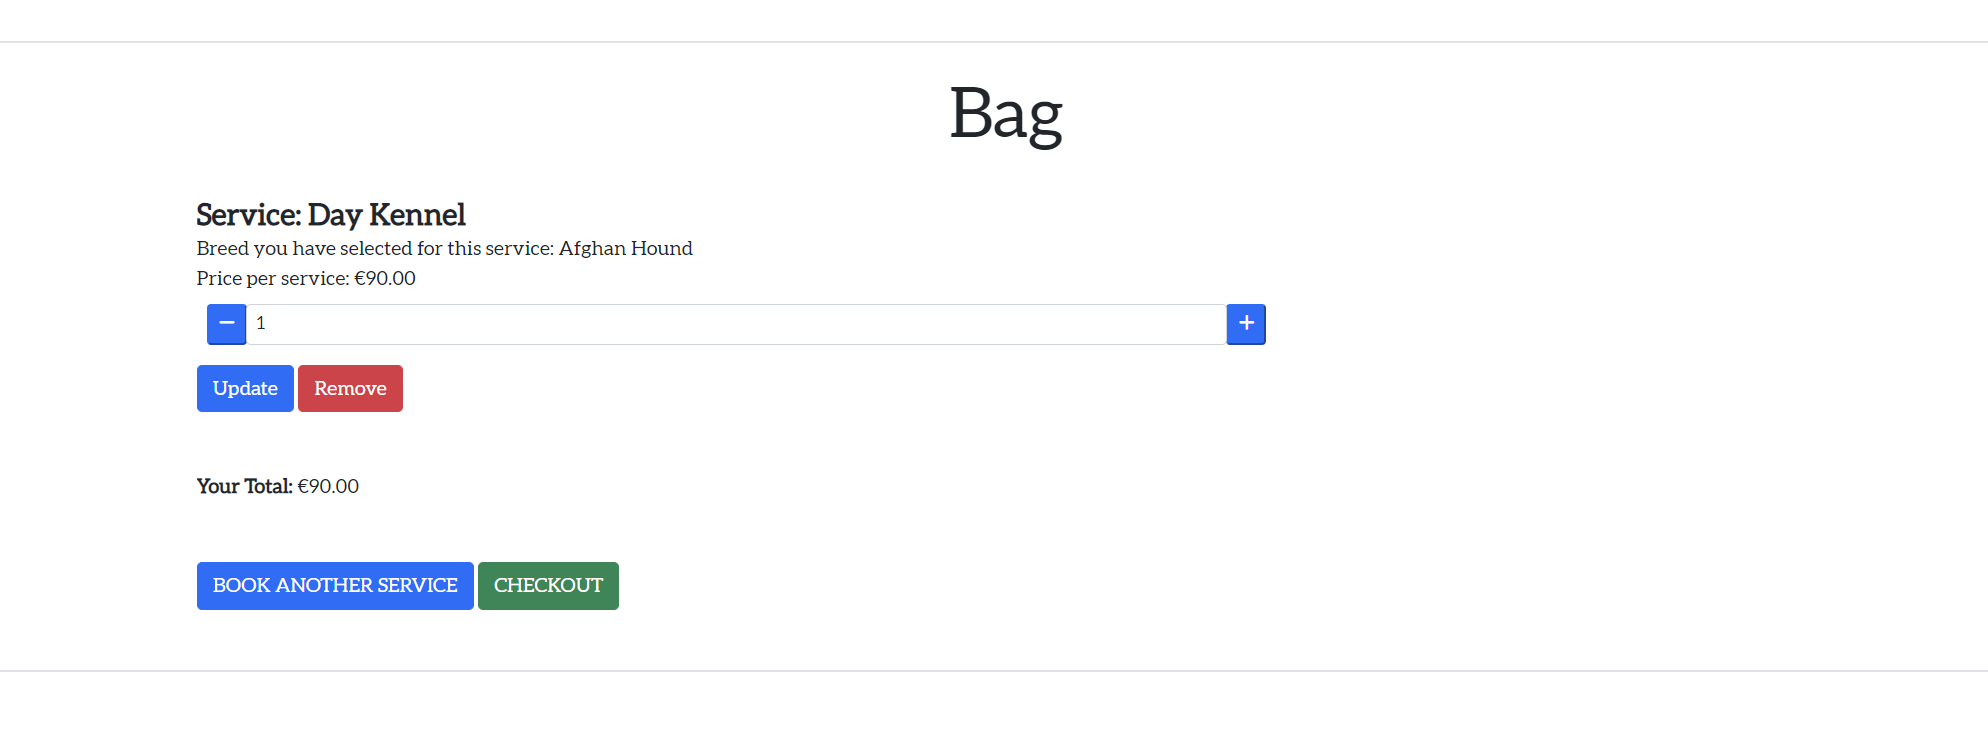 Bag
Service: Day Kennel
Breed you have selected for this service: Afghan Hound
Price per service: €90.00
− 1 +
Update Remove
Your Total: €90.00
BOOK ANOTHER SERVICE CHECKOUT